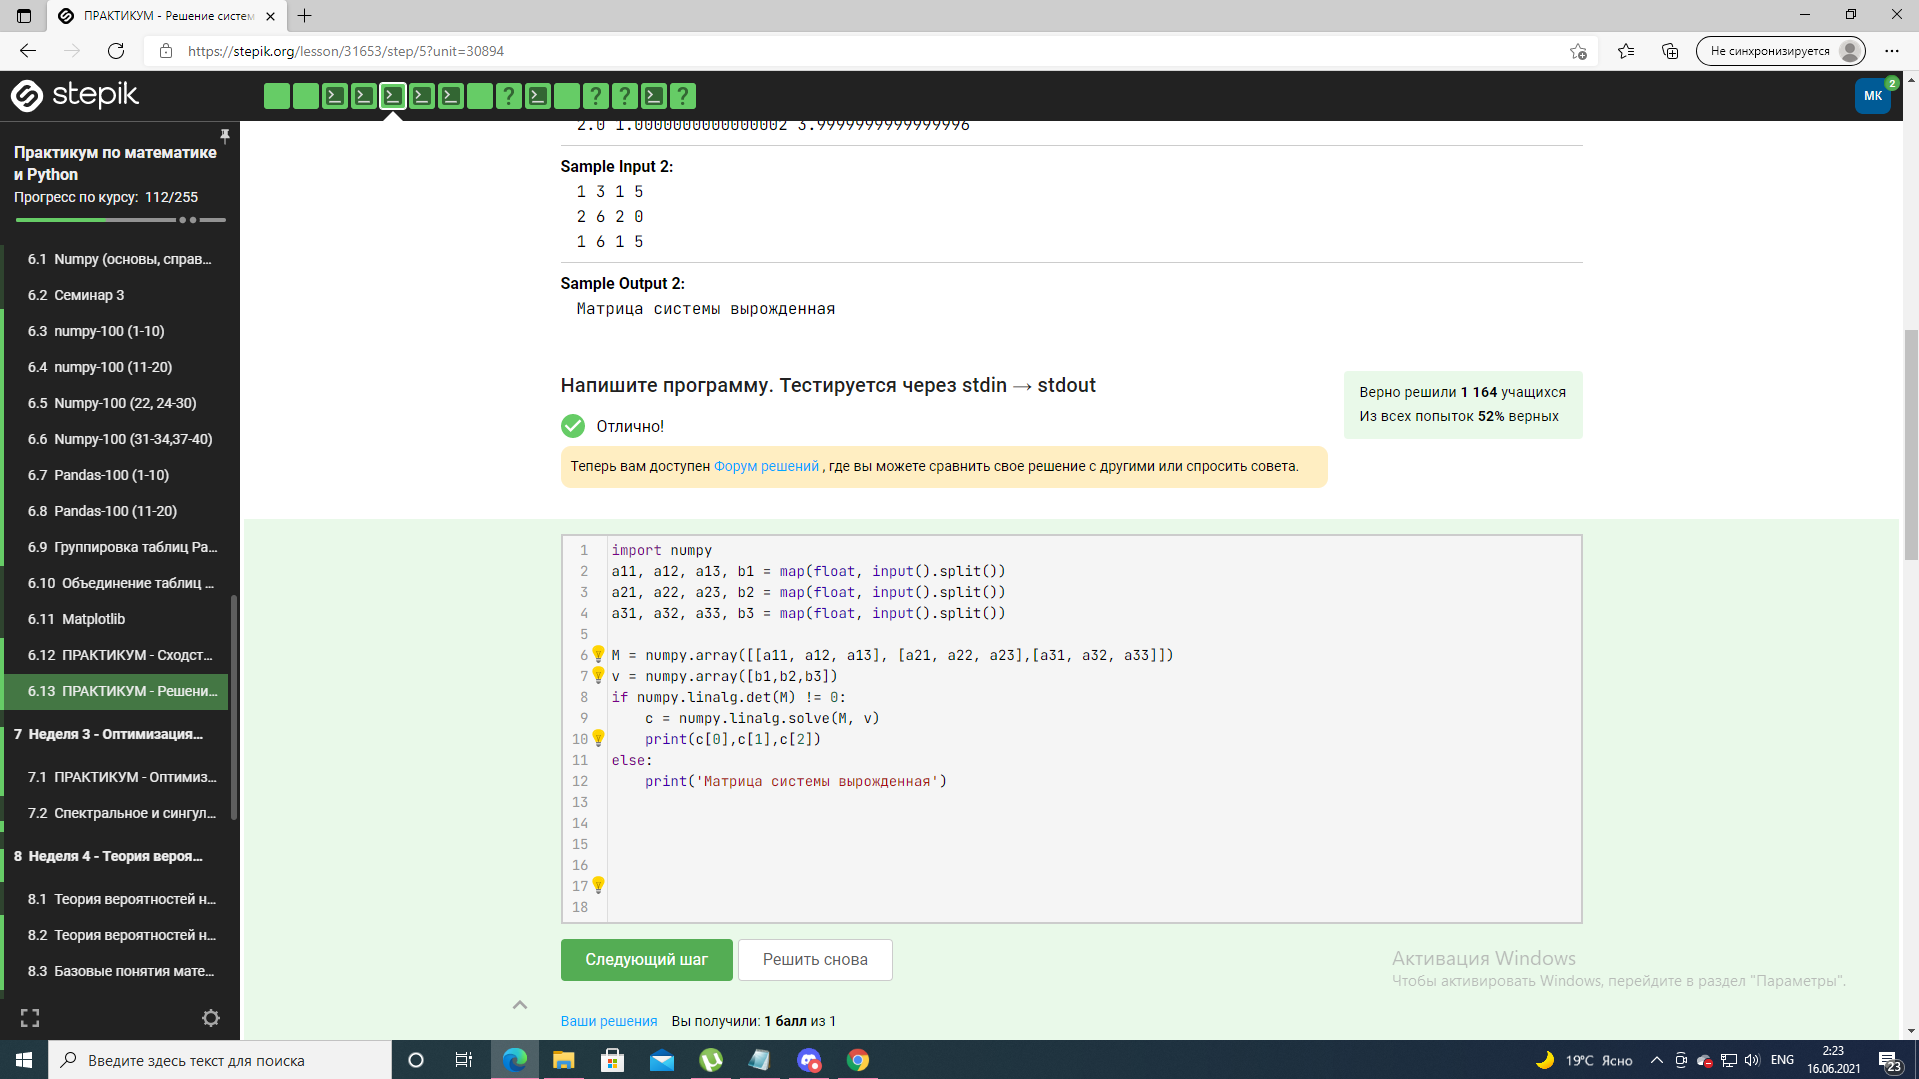 ПРАКТИКУМ - Решение систем
https://stepik.org/lesson/31653/step/5?unit=30894
Не синхронизируется
stepik
МК
2
Практикум по математике
и Python
Прогресс по курсу: 112/255
6.1 Numpy (основы, справ...
6.2 Семинар 3
6.3 numpy-100 (1-10)
6.4 numpy-100 (11-20)
6.5 Numpy-100 (22, 24-30)
6.6 Numpy-100 (31-34,37-40)
6.7 Pandas-100 (1-10)
6.8 Pandas-100 (11-20)
6.9 Группировка таблиц Pa...
6.10 Объединение таблиц ...
6.11 Matplotlib
6.12 ПРАКТИКУМ - Сходст...
6.13 ПРАКТИКУМ - Решени...
7 Неделя 3 - Оптимизация...
7.1 ПРАКТИКУМ - Оптимиз...
7.2 Спектральное и сингул...
8 Неделя 4 - Теория вероя...
8.1 Теория вероятностей н...
8.2 Теория вероятностей н...
8.3 Базовые понятия мате...
2.0 1.0000000000000002 3.9999999999999996
Sample Input 2:
1 3 1 5
2 6 2 0
1 6 1 5
Sample Output 2:
Матрица системы вырожденная
Напишите программу. Тестируется через stdin → stdout
Отлично!
Теперь вам доступен Форум решений , где вы можете сравнить свое решение с другими или спросить совета.
Верно решили 1 164 учащихся
Из всех попыток 52% верных
1 import numpy
2 a11, a12, a13, b1 = map(float, input().split())
3 a21, a22, a23, b2 = map(float, input().split())
4 a31, a32, a33, b3 = map(float, input().split())
5
6 M = numpy.array([[a11, a12, a13], [a21, a22, a23],[a31, a32, a33]])
7 v = numpy.array([b1,b2,b3])
8 if numpy.linalg.det(M) != 0:
9 c = numpy.linalg.solve(M, v)
10 print(c[0],c[1],c[2])
11 else:
12 print('Матрица системы вырожденная')
13
14
15
16
17
18
Следующий шаг
Решить снова
Ваши решения Вы получили: 1 балл из 1
Активация Windows
Чтобы активировать Windows, перейдите в раздел "Параметры".
Введите здесь текст для поиска
19°C Ясно
ENG
2:23
16.06.2021
23